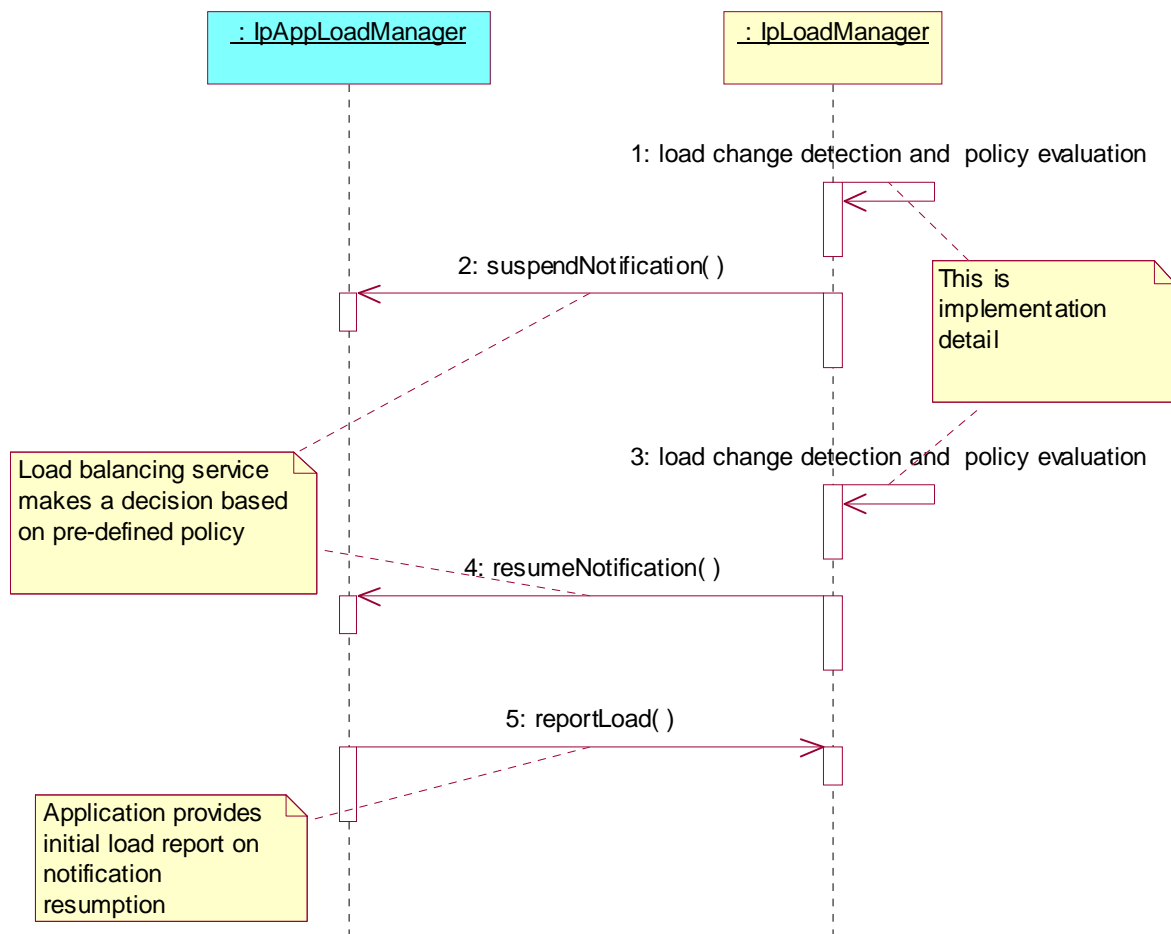 : IpAppLoadManager
: IpLoadManager
1: load change detection and policy evaluation
2: suspendNotification( )
This is
implementation
detail
Load balancing service
makes a decision based
on pre-defined policy
3: load change detection and policy evaluation
4: resumeNotification( )
5: reportLoad( )
Application provides
initial load report on
notification
resumption